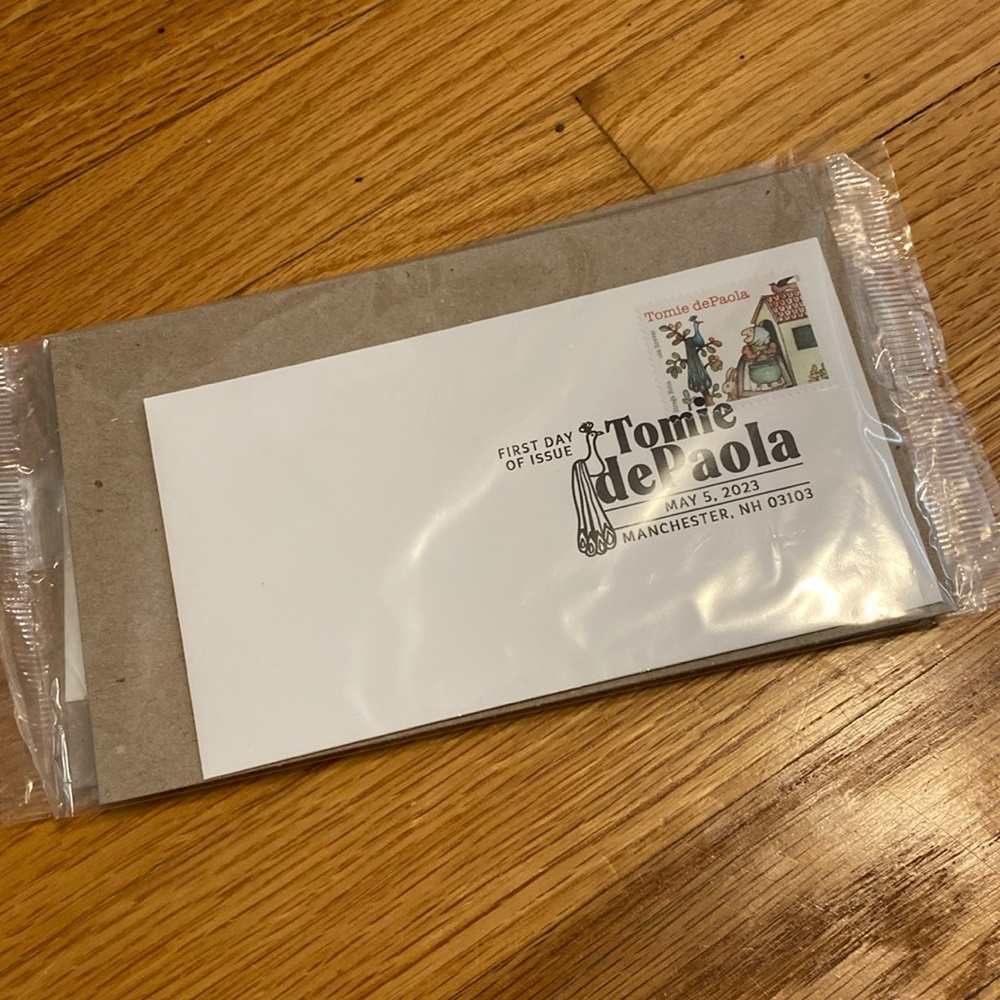 Tomie dePaola
FIRST DAY
OF ISSUE
Tomie
dePaola
MAY 5, 2023
MANCHESTER, NH 03103